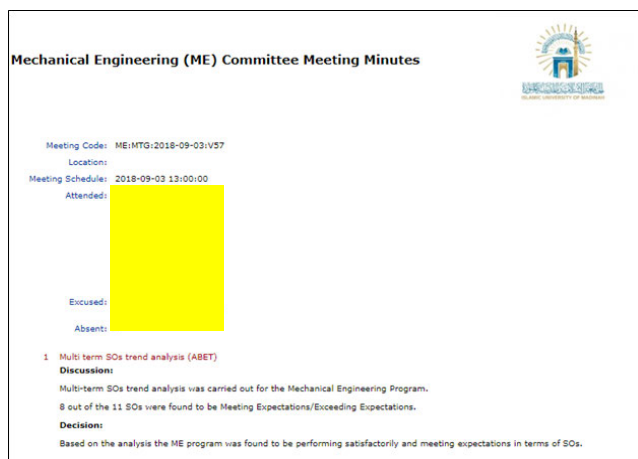 Mechanical Engineering (ME) Committee Meeting Minutes
ISLAMIC UNIVERSITY OF MADINAH
Meeting Code: ME:MTG:2018-09-03:V57
Location:
Meeting Schedule: 2018-09-03 13:00:00
Attended:
Excused:
Absent:
1 Multi term SOs trend analysis (ABET)
Discussion:
Multi-term SOs trend analysis was carried out for the Mechanical Engineering Program.
8 out of the 11 SOs were found to be Meeting Expectations/Exceeding Expectations.
Decision:
Based on the analysis the ME program was found to be performing satisfactorily and meeting expectations in terms of SOs.